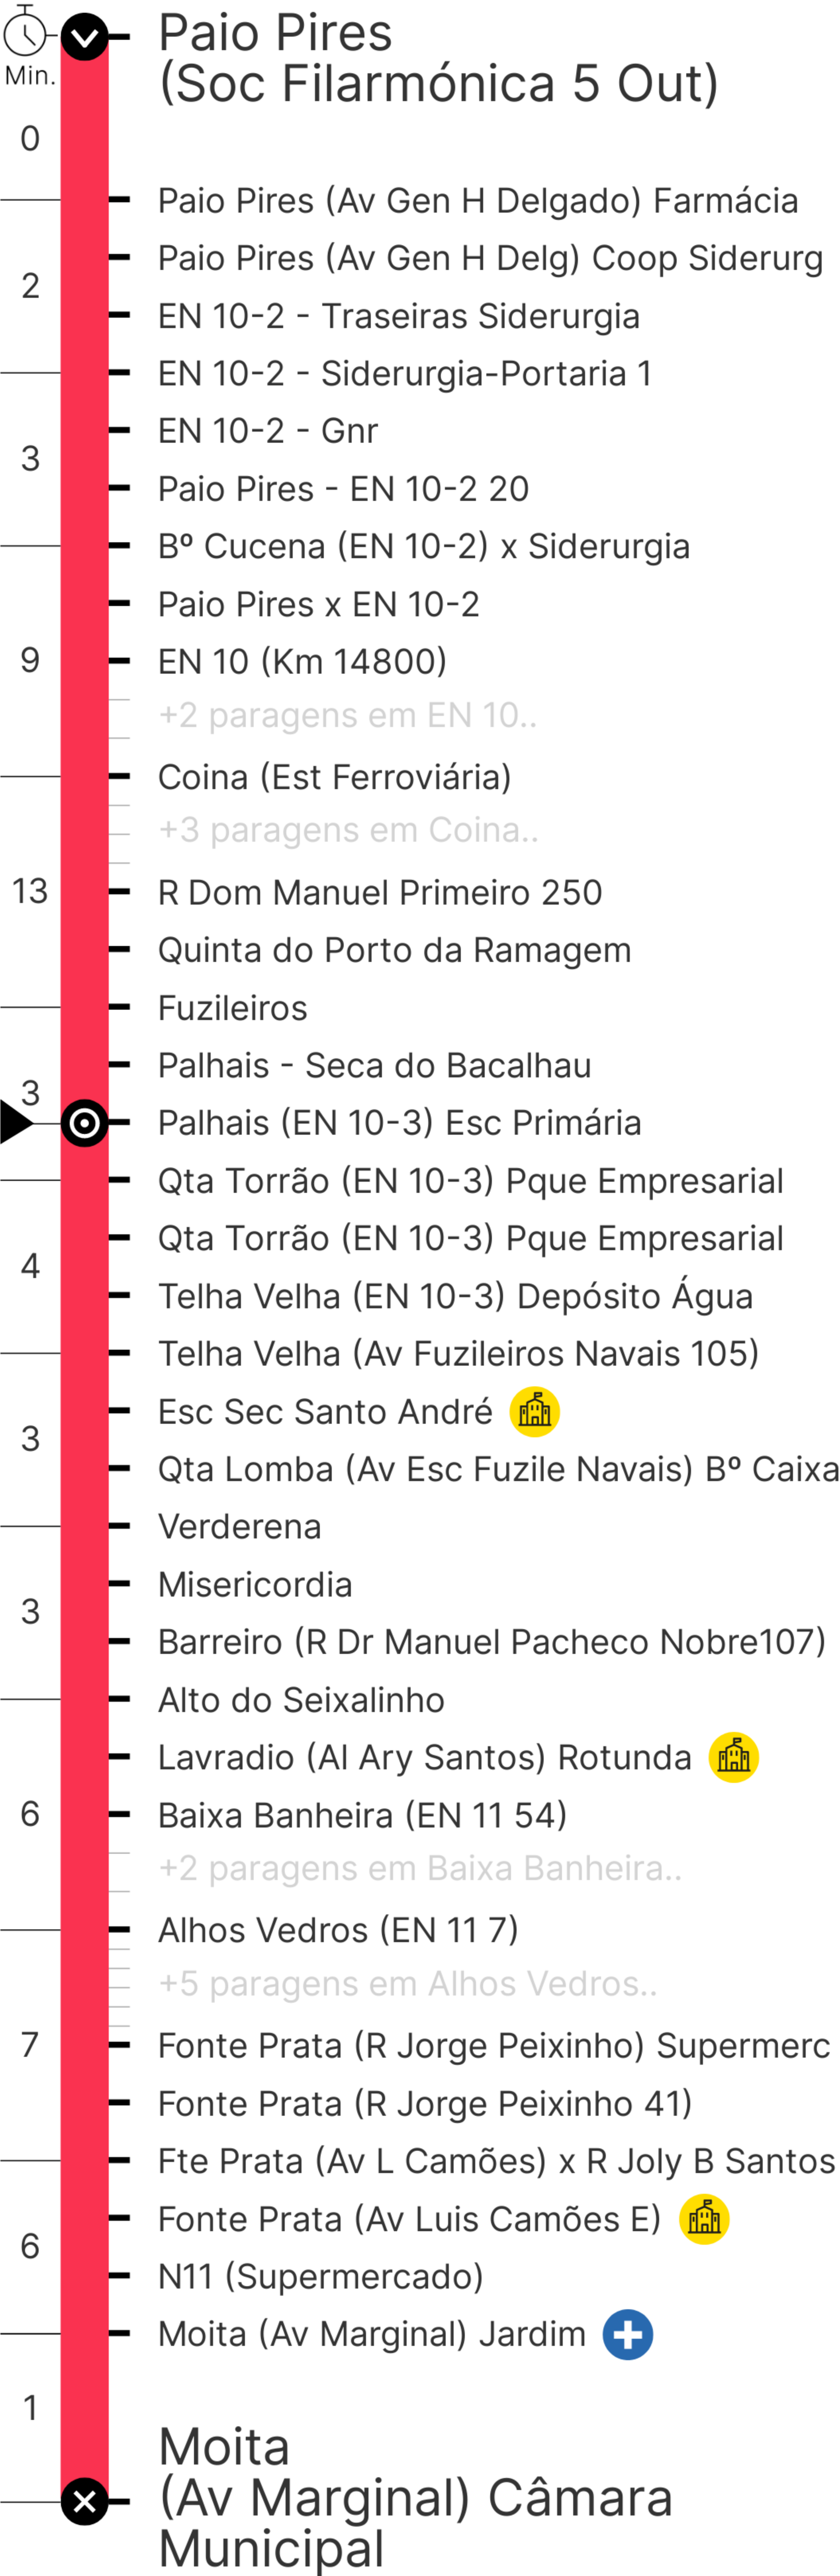 Min.
Paio Pires
(Soc Filarmónica 5 Out)
0
Paio Pires (Av Gen H Delgado) Farmácia
Paio Pires (Av Gen H Delg) Coop Siderurg
2
EN 10-2 - Traseiras Siderurgia
EN 10-2 - Siderurgia-Portaria 1
EN 10-2 - Gnr
3
Paio Pires - EN 10-2 20
Bº Cucena (EN 10-2) x Siderurgia
Paio Pires x EN 10-2
9
EN 10 (Km 14800)
+2 paragens em EN 10..
Coina (Est Ferroviária)
+3 paragens em Coina..
13
R Dom Manuel Primeiro 250
Quinta do Porto da Ramagem
Fuzileiros
Palhais - Seca do Bacalhau
3
Palhais (EN 10-3) Esc Primária
Qta Torrão (EN 10-3) Pque Empresarial
Qta Torrão (EN 10-3) Pque Empresarial
4
Telha Velha (EN 10-3) Depósito Água
Telha Velha (Av Fuzileiros Navais 105)
Esc Sec Santo André
3
Qta Lomba (Av Esc Fuzile Navais) Bº Caixa
Verderena
Misericordia
3
Barreiro (R Dr Manuel Pacheco Nobre107)
Alto do Seixalinho
Lavradio (Al Ary Santos) Rotunda
6
Baixa Banheira (EN 11 54)
+2 paragens em Baixa Banheira..
Alhos Vedros (EN 11 7)
+5 paragens em Alhos Vedros..
7
Fonte Prata (R Jorge Peixinho) Supermerc
Fonte Prata (R Jorge Peixinho 41)
Fte Prata (Av L Camões) x R Joly B Santos
Fonte Prata (Av Luis Camões E)
6
N11 (Supermercado)
Moita (Av Marginal) Jardim
1
Moita
(Av Marginal) Câmara
Municipal